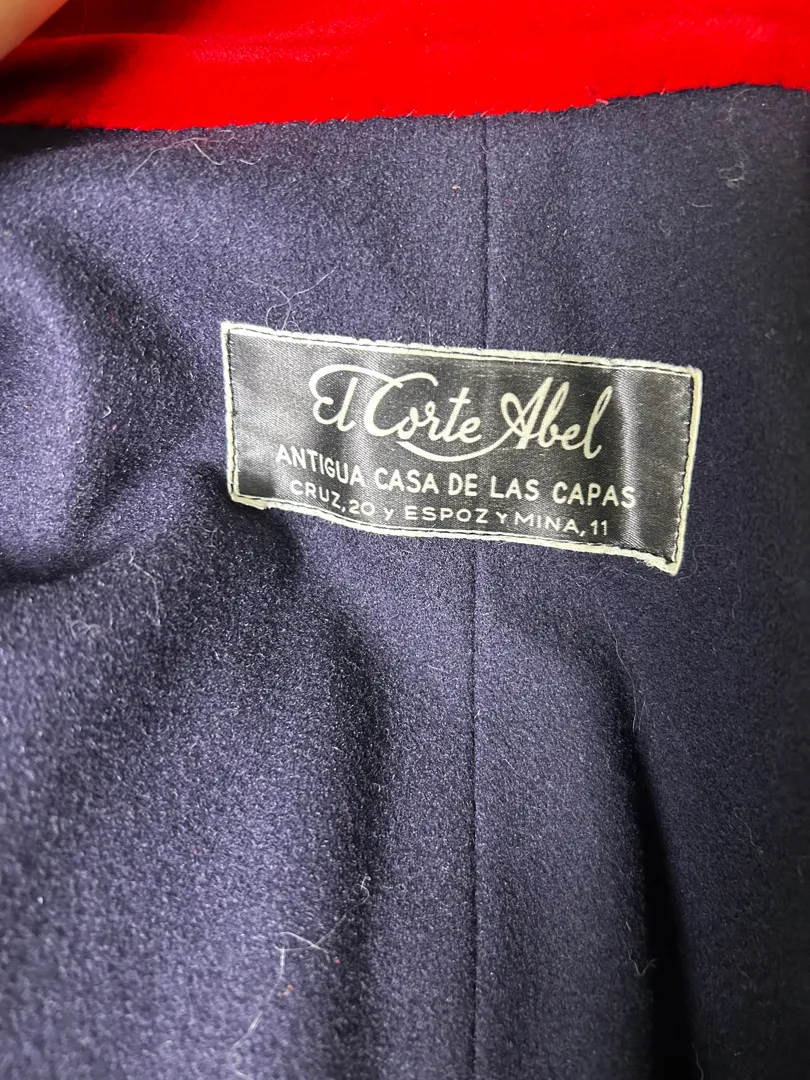 El Corte Abel
ANTIGUA CASA DE LAS CAPAS
CRUZ, 20 y ESPOZ Y MINA, 11